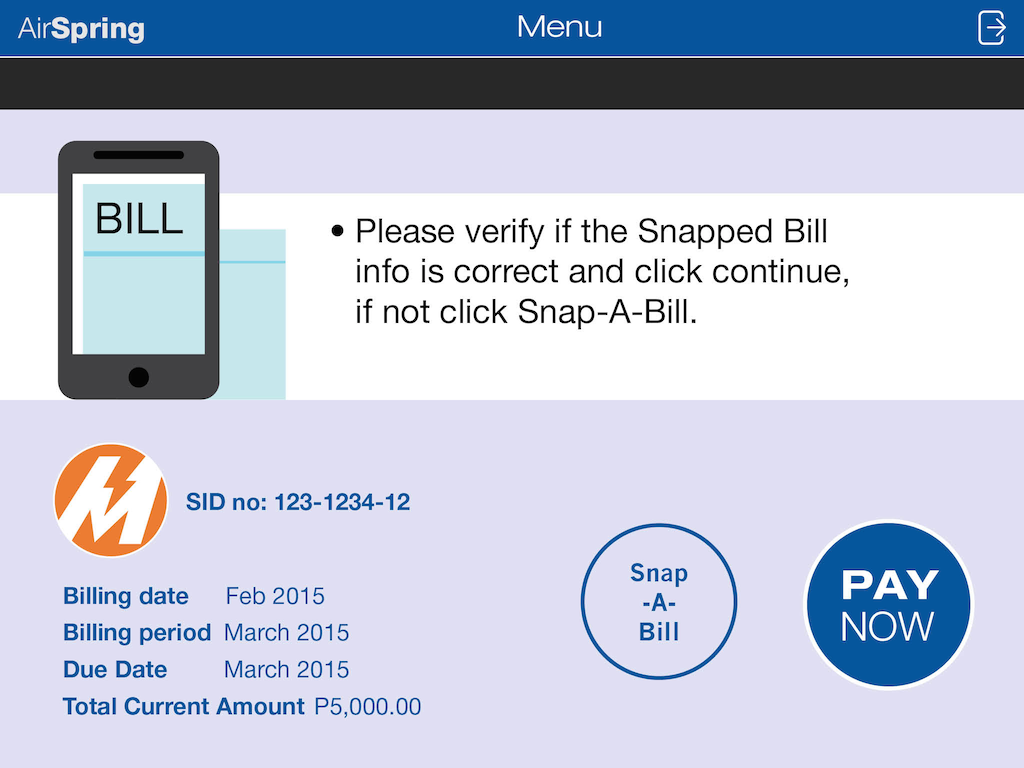 AirSpring
Menu
BILL
• Please verify if the Snapped Bill
info is correct and click continue,
if not click Snap-A-Bill.
SID no: 123-1234-12
Billing date Feb 2015
Billing period March 2015
Due Date March 2015
Total Current Amount P5,000.00
Snap
-A-
Bill
PAY
NOW